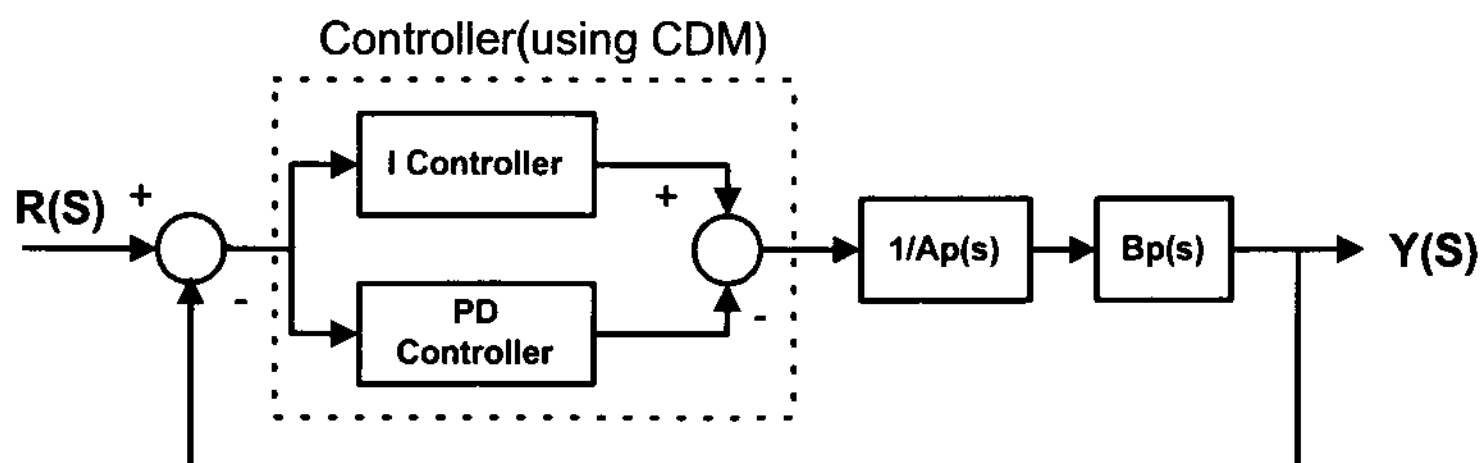 Controller(using CDM)
I Controller
+
+
R(S)
1/Ap(s)
Bp(s)
Y(S)
-
PD
Controller
-